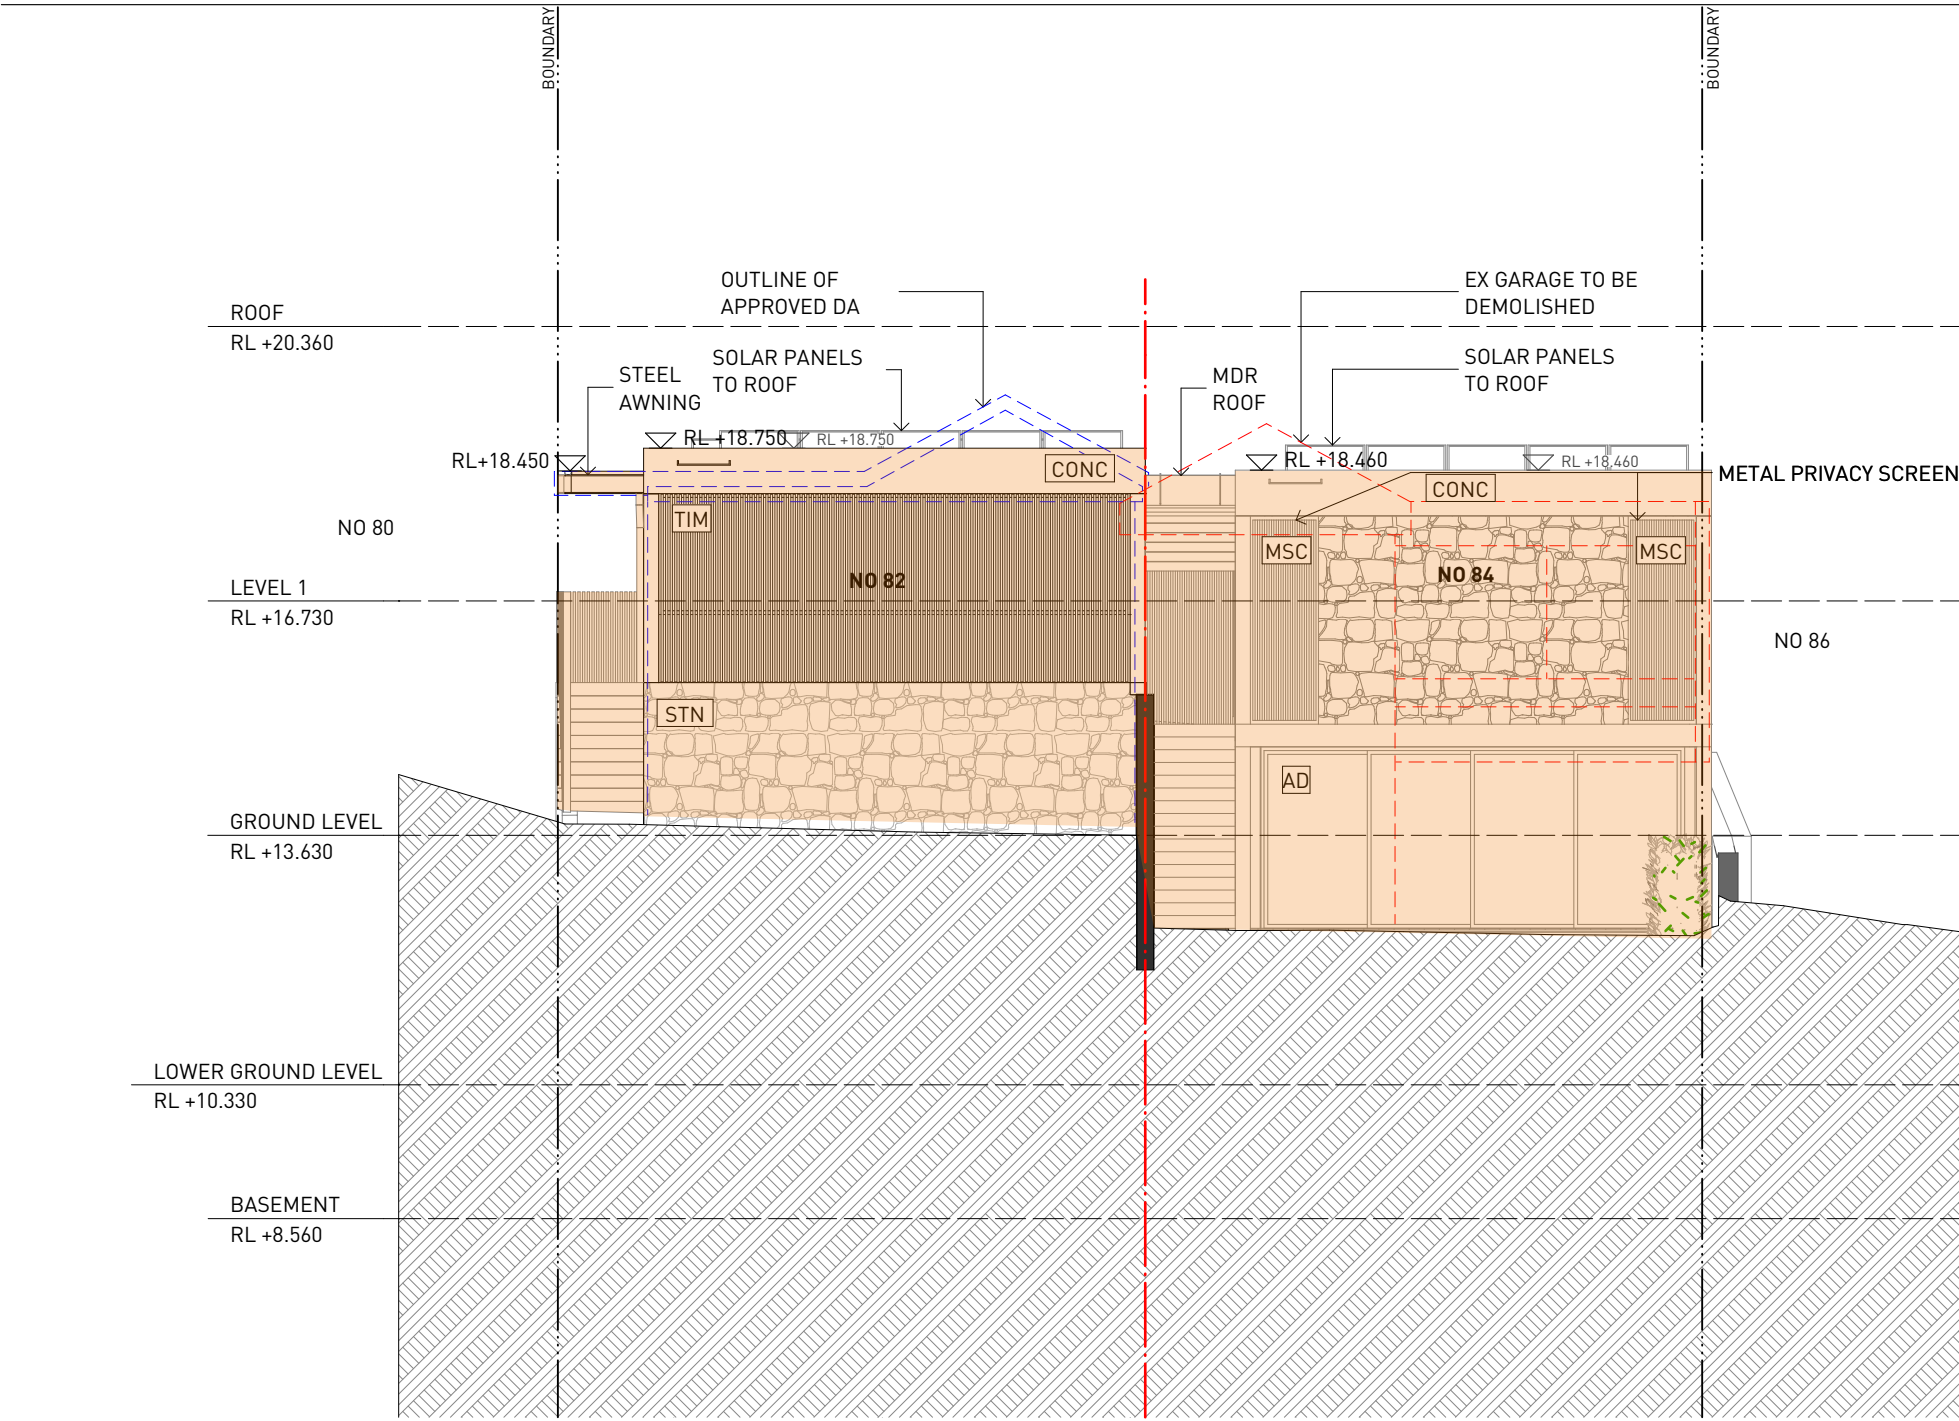 BOUNDARY
BOUNDARY
OUTLINE OF
APPROVED DA
EX GARAGE TO BE
DEMOLISHED
ROOF
RL +20.360
SOLAR PANELS
TO ROOF
STEEL
AWNING
MDR
ROOF
SOLAR PANELS
TO ROOF
RL +18.750
RL +18.750
RL+18.450
RL +18.460
RL +18.460
CONC
CONC
METAL PRIVACY SCREEN
TIM
NO 80
MSC
MSC
NO 82
NO 84
LEVEL 1
RL +16.730
NO 86
STN
AD
GROUND LEVEL
RL +13.630
LOWER GROUND LEVEL
RL +10.330
BASEMENT
RL +8.560